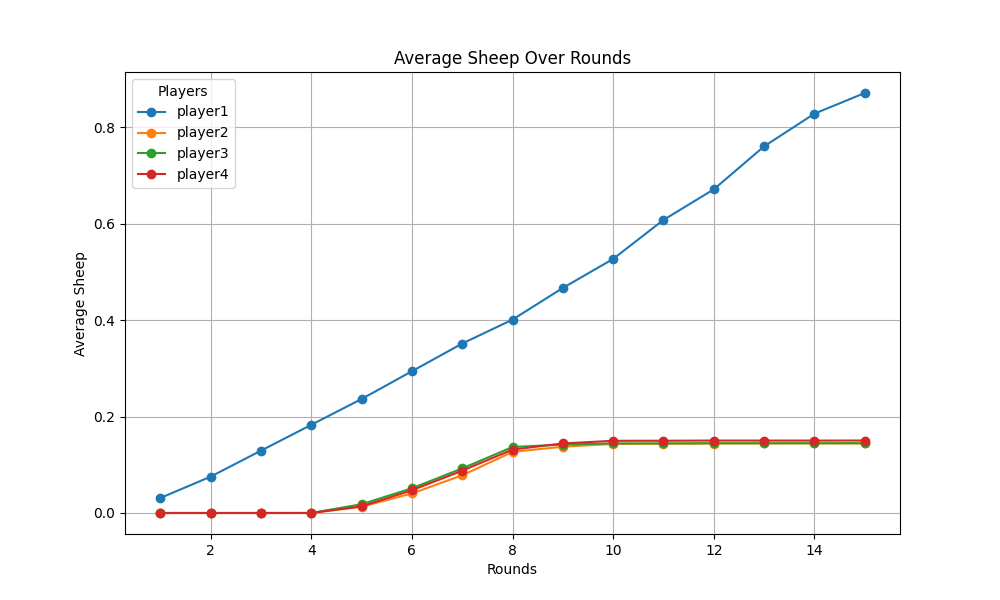 Average Sheep Over Rounds
Players
player1
player2
player3
player4
Average Sheep
0.8
0.6
0.4
0.2
0.0
2 4 6 8 10 12 14
Rounds